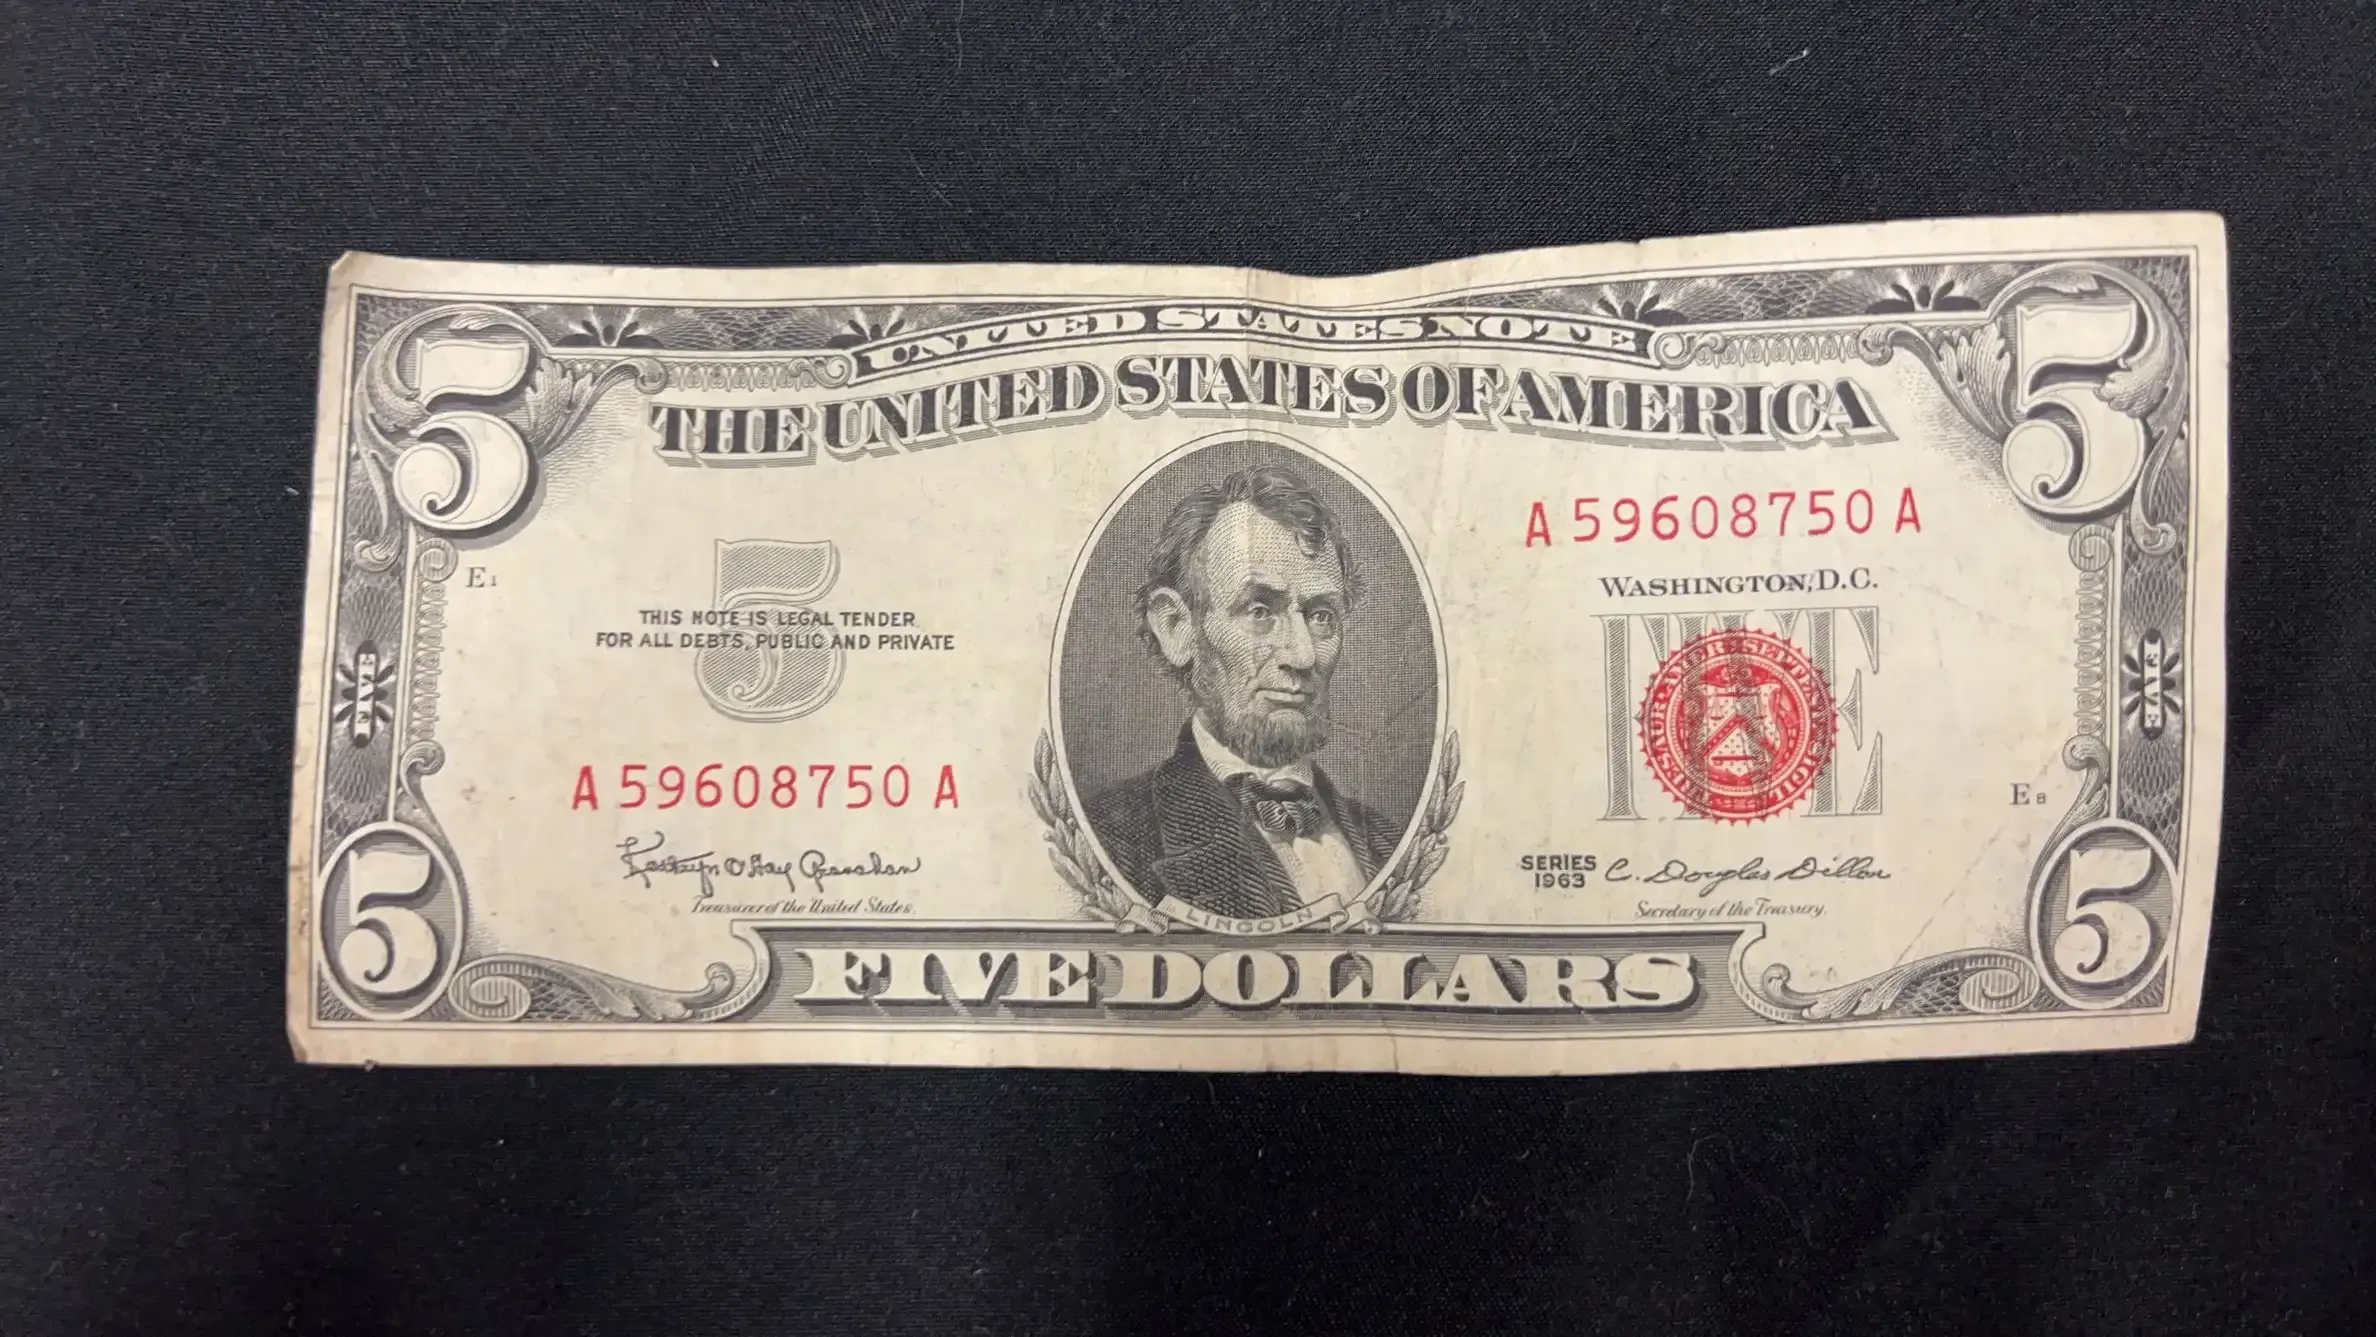 5 5
UNITED STATES NOTE
THE UNITED STATES OF AMERICA
A 59608750 A
WASHINGTON, D.C.
E 1
5
THIS NOTE IS LEGAL TENDER
FOR ALL DEBTS, PUBLIC AND PRIVATE
FIVE
FIVE
FIVE
A 59608750 A
E 8
Kathryn O'Hay Granahan
Treasurer of the United States.
SERIES
1963
C. Douglas Dillon
Secretary of the Treasury.
LINCOLN
5 5
FIVE DOLLARS